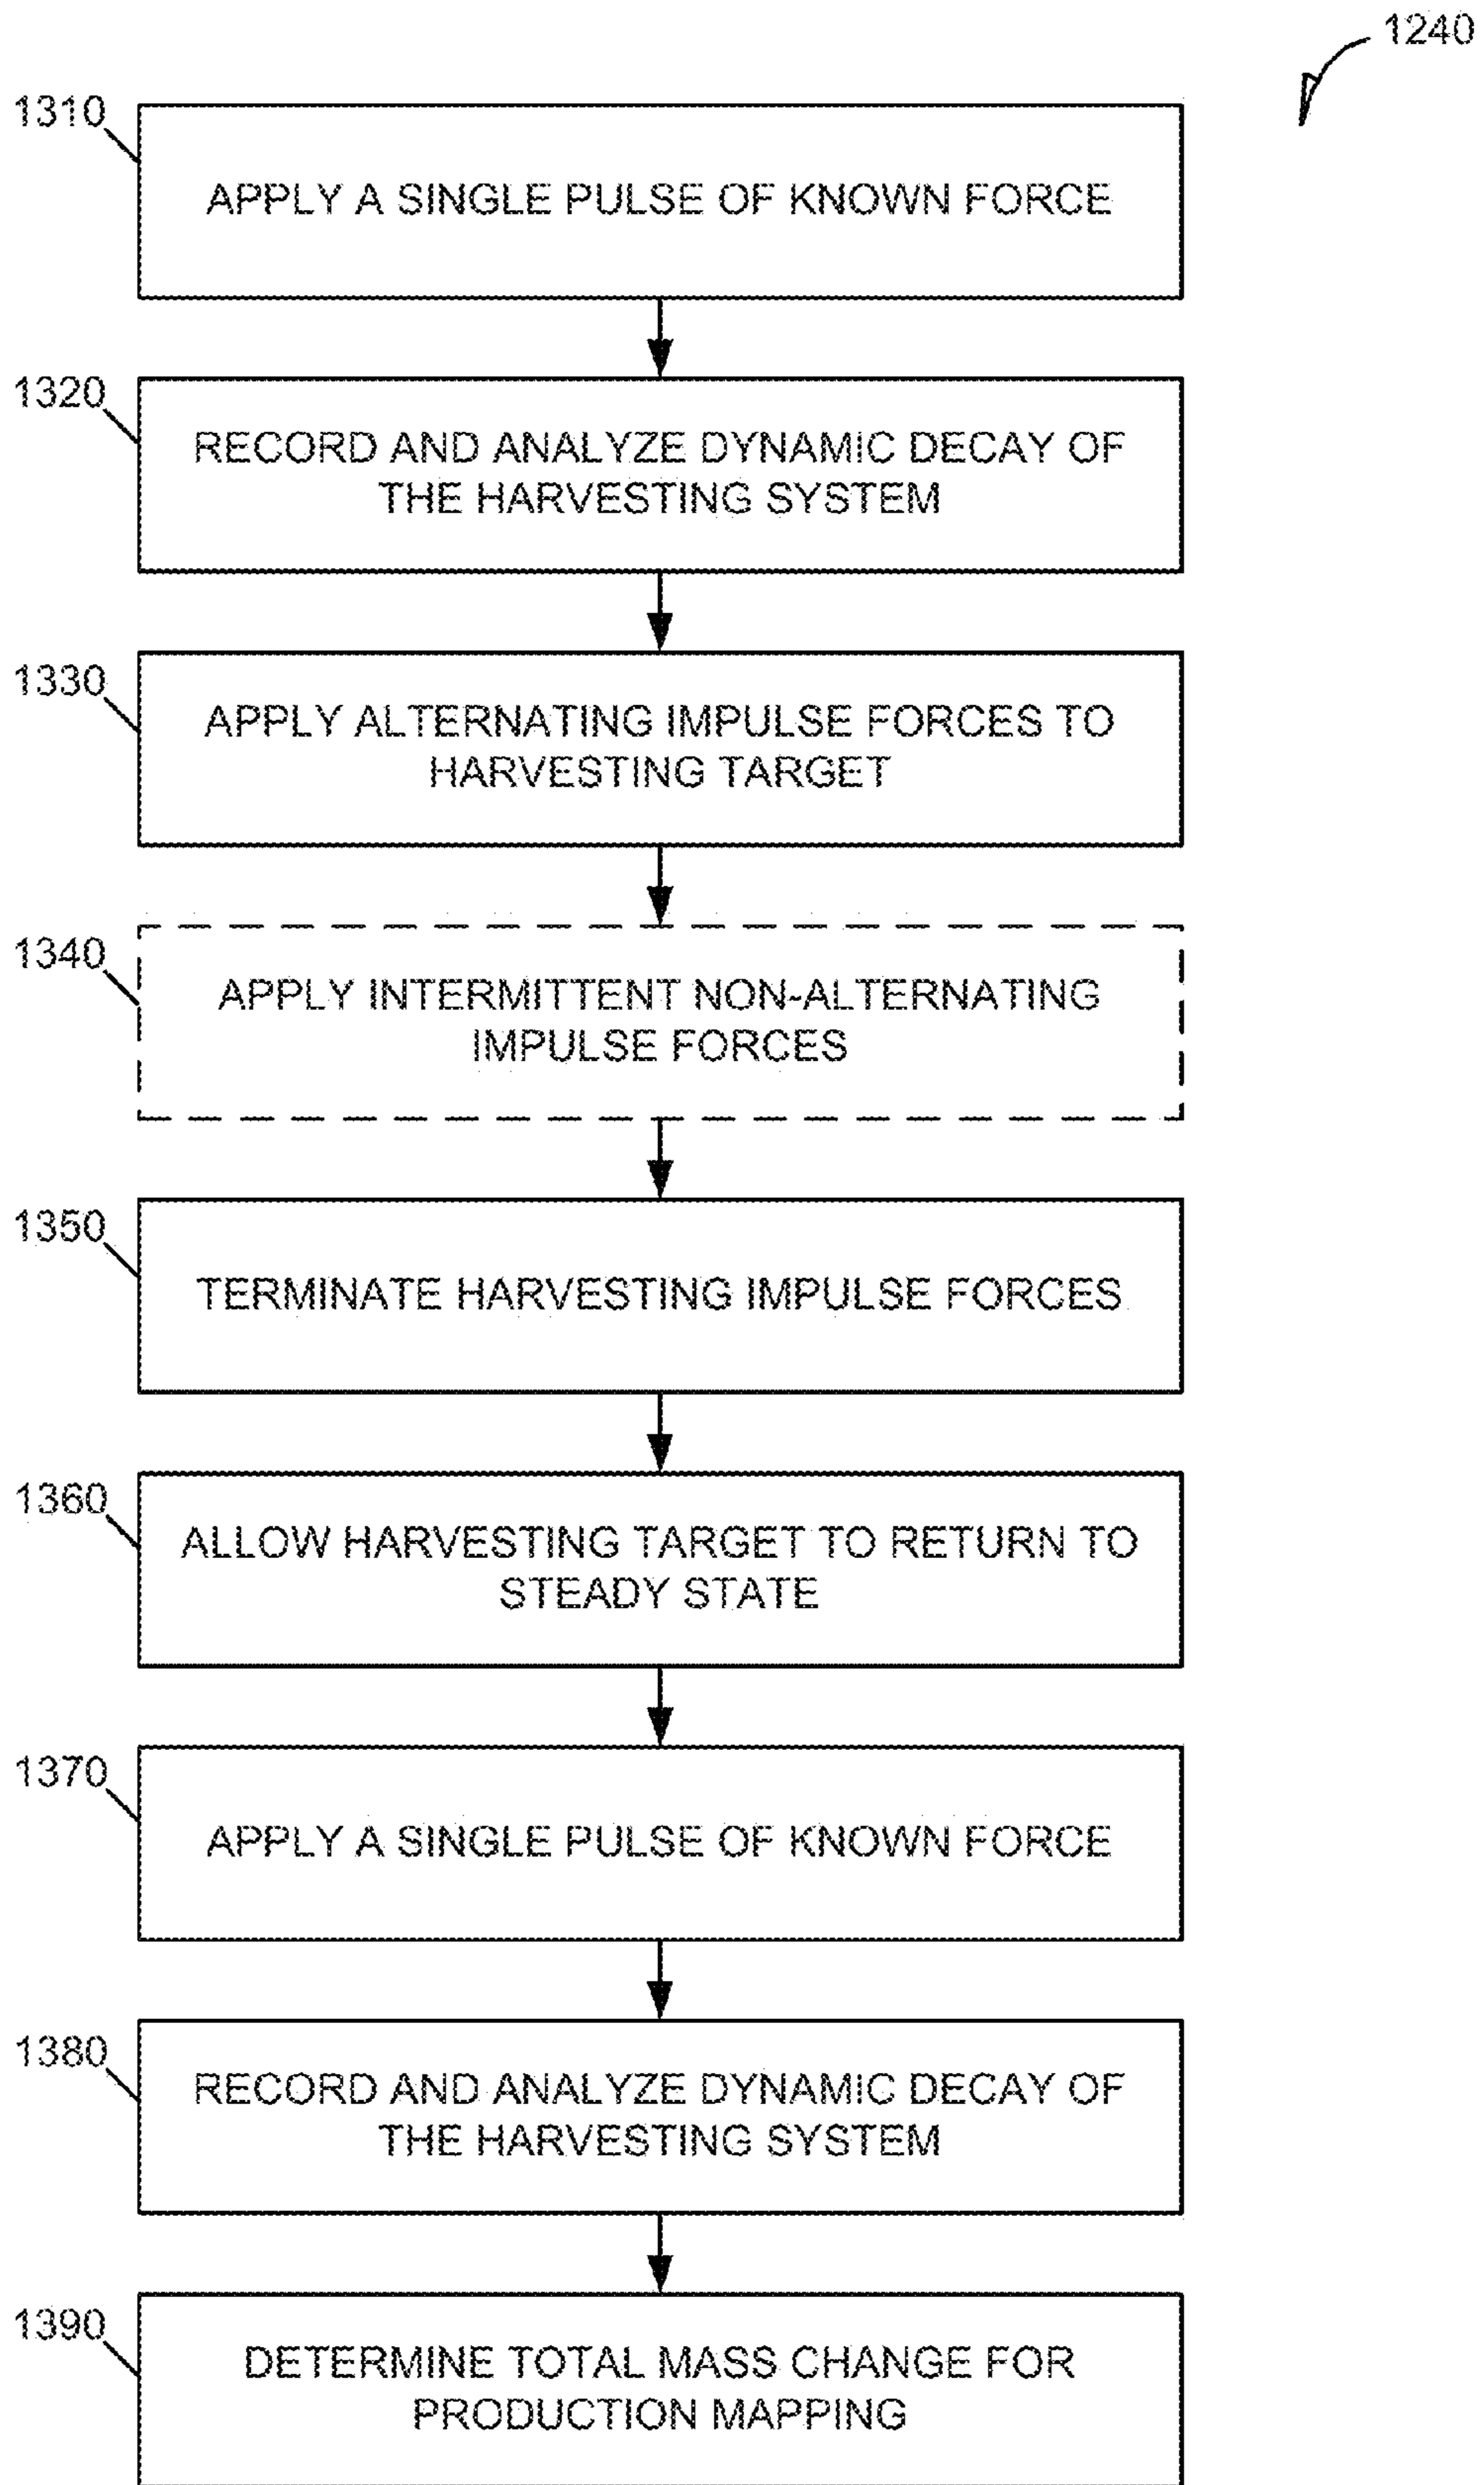 1240
1310
APPLY A SINGLE PULSE OF KNOWN FORCE
1320
RECORD AND ANALYZE DYNAMIC DECAY OF
THE HARVESTING SYSTEM
1330
APPLY ALTERNATING IMPULSE FORCES TO
HARVESTING TARGET
1340
APPLY INTERMITTENT NON-ALTERNATING
IMPULSE FORCES
1350
TERMINATE HARVESTING IMPULSE FORCES
1360
ALLOW HARVESTING TARGET TO RETURN TO
STEADY STATE
1370
APPLY A SINGLE PULSE OF KNOWN FORCE
1380
RECORD AND ANALYZE DYNAMIC DECAY OF
THE HARVESTING SYSTEM
1390
DETERMINE TOTAL MASS CHANGE FOR
PRODUCTION MAPPING